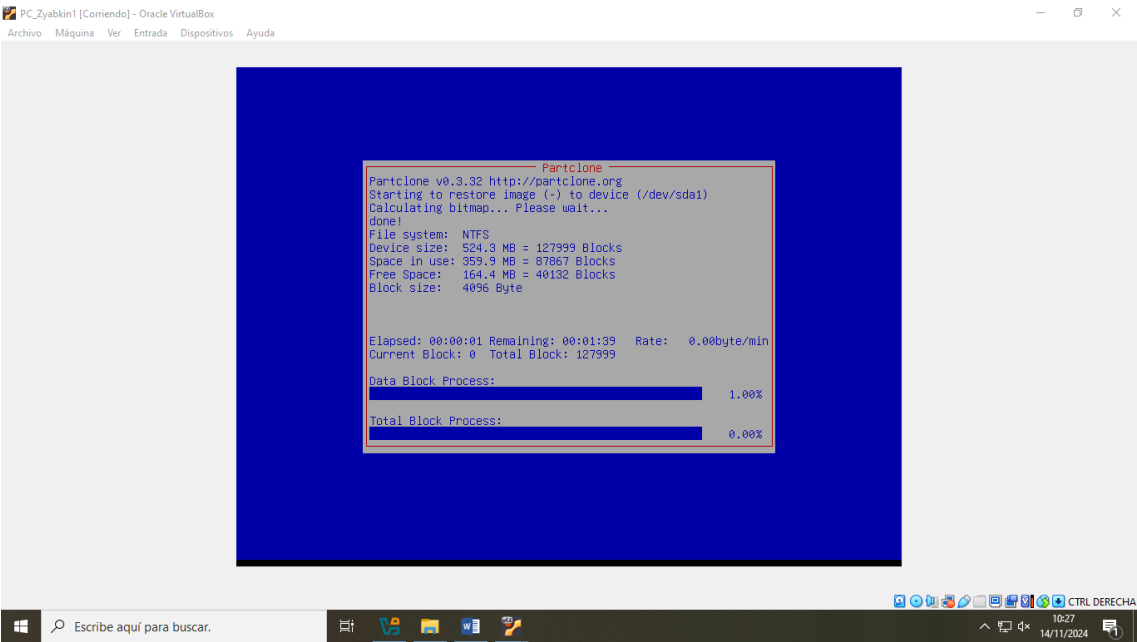 PC_Zyabkin1 [Corriendo] - Oracle VirtualBox
Archivo Máquina Ver Entrada Dispositivos Ayuda
Partclone
Partclone v0.3.32 http://partclone.org
Starting to restore image (-) to device (/dev/sda1)
Calculating bitmap... Please wait...
done!
File system: NTFS
Device size: 524.3 MB = 127999 Blocks
Space in use: 359.9 MB = 87867 Blocks
Free Space: 164.4 MB = 40132 Blocks
Block size: 4096 Byte
Elapsed: 00:00:01 Remaining: 00:01:39 Rate: 0.00byte/min
Current Block: 0 Total Block: 127999
Data Block Process:
1.00%
Total Block Process:
0.00%
CTRL DERECHA
Escribe aquí para buscar.
10:27
14/11/2024
1